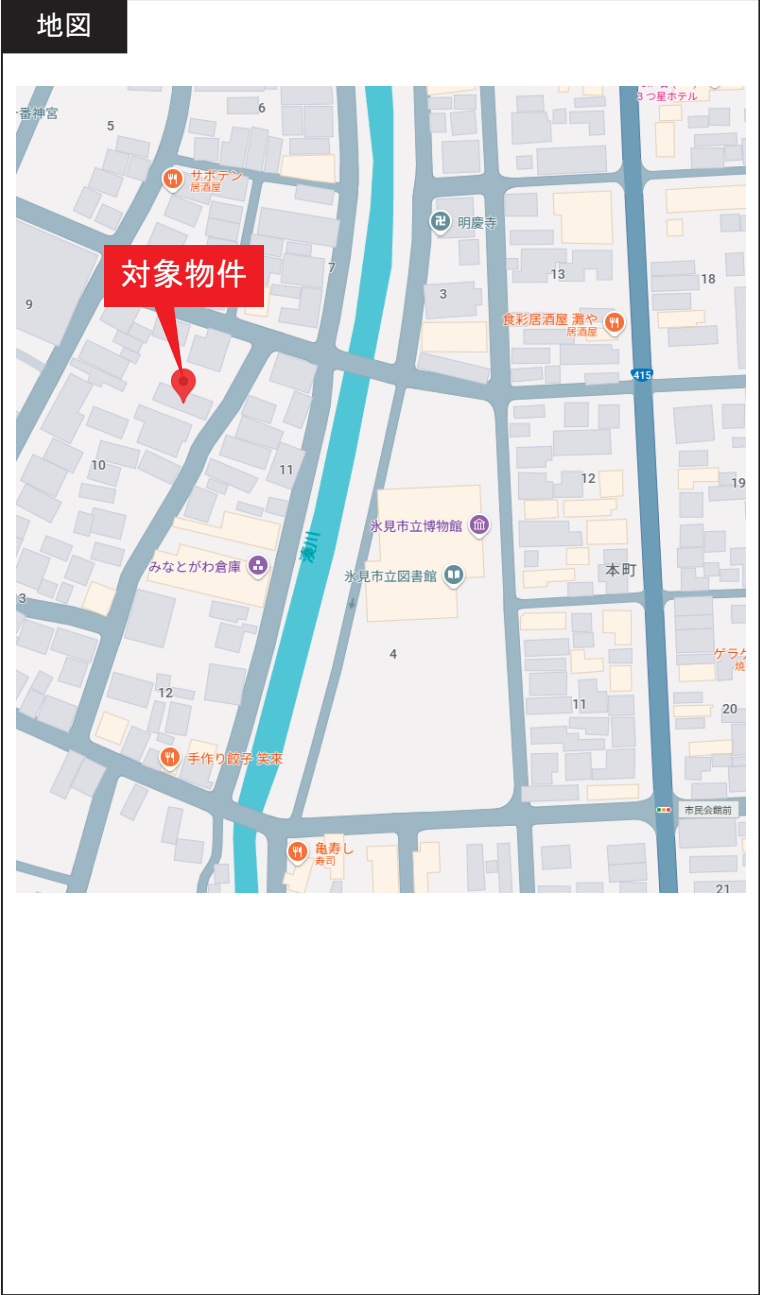 地図
3つ星ホテル
一番神宮
6
5
サボテン
居酒屋
明慶寺
7
対象物件
13
18
3
9
食彩居酒屋 灘や
居酒屋
415
10
11
12
19
氷見市立博物館
湊川
みなとがわ倉庫
氷見市立図書館
本町
3
4
ゲラゲ
焼
12
11
20
手作り餃子 笑来
市民会館前
亀寿し
寿司
21